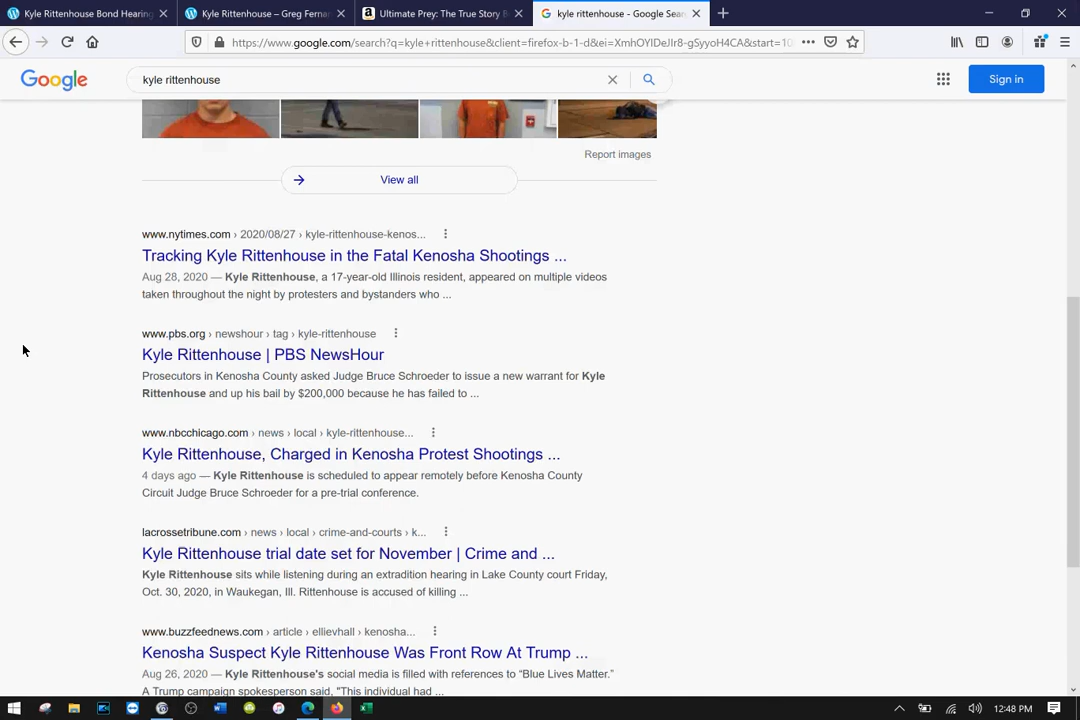 Kyle Rittenhouse Bond Hearing
Kyle Rittenhouse – Greg Fernan
Ultimate Prey: The True Story B
kyle rittenhouse - Google Sear
https://www.google.com/search?q=kyle+rittenhouse&client=firefox-b-1-d&ei=XmhOYIDeJIr8-gSyyoH4CA&start=10
Google
kyle rittenhouse
Sign in
Report images
View all
www.nytimes.com › 2020/08/27 › kyle-rittenhouse-kenos...
Tracking Kyle Rittenhouse in the Fatal Kenosha Shootings ...
Aug 28, 2020 — Kyle Rittenhouse, a 17-year-old Illinois resident, appeared on multiple videos
taken throughout the night by protesters and bystanders who ...
www.pbs.org › newshour › tag › kyle-rittenhouse
Kyle Rittenhouse | PBS NewsHour
Prosecutors in Kenosha County asked Judge Bruce Schroeder to issue a new warrant for Kyle
Rittenhouse and up his bail by $200,000 because he has failed to ...
www.nbcchicago.com › news › local › kyle-rittenhouse...
Kyle Rittenhouse, Charged in Kenosha Protest Shootings ...
4 days ago — Kyle Rittenhouse is scheduled to appear remotely before Kenosha County
Circuit Judge Bruce Schroeder for a pre-trial conference.
lacrossetribune.com › news › local › crime-and-courts › k...
Kyle Rittenhouse trial date set for November | Crime and ...
Kyle Rittenhouse sits while listening during an extradition hearing in Lake County court Friday,
Oct. 30, 2020, in Waukegan, Ill. Rittenhouse is accused of killing ...
www.buzzfeednews.com › article › ellievhall › kenosha...
Kenosha Suspect Kyle Rittenhouse Was Front Row At Trump ...
Aug 26, 2020 — Kyle Rittenhouse's social media is filled with references to “Blue Lives Matter.”
A Trump campaign spokesperson said, "This individual had ...
12:48 PM